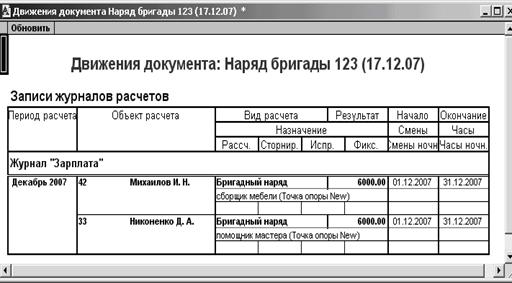 Движения документа Наряд бригады 123 (17.12.07) *
Обновить
Движения документа: Наряд бригады 123 (17.12.07)
Записи журналов расчетов
Период расчета Объект расчета Вид расчета Результат Начало Окончание
Назначение Смены Часы
Рассч. Сторнир. Испр. Фикс. Смены ночн Часы ночн.
Журнал "Зарплата"
Декабрь 2007 42 Михаилов И. Н. Бригадный наряд 6000.00 01.12.2007 31.12.2007
сборщик мебели (Точка опоры New)
33 Никоненко Д. А. Бригадный наряд 6000.00 01.12.2007 31.12.2007
помощник мастера (Точка опоры New)